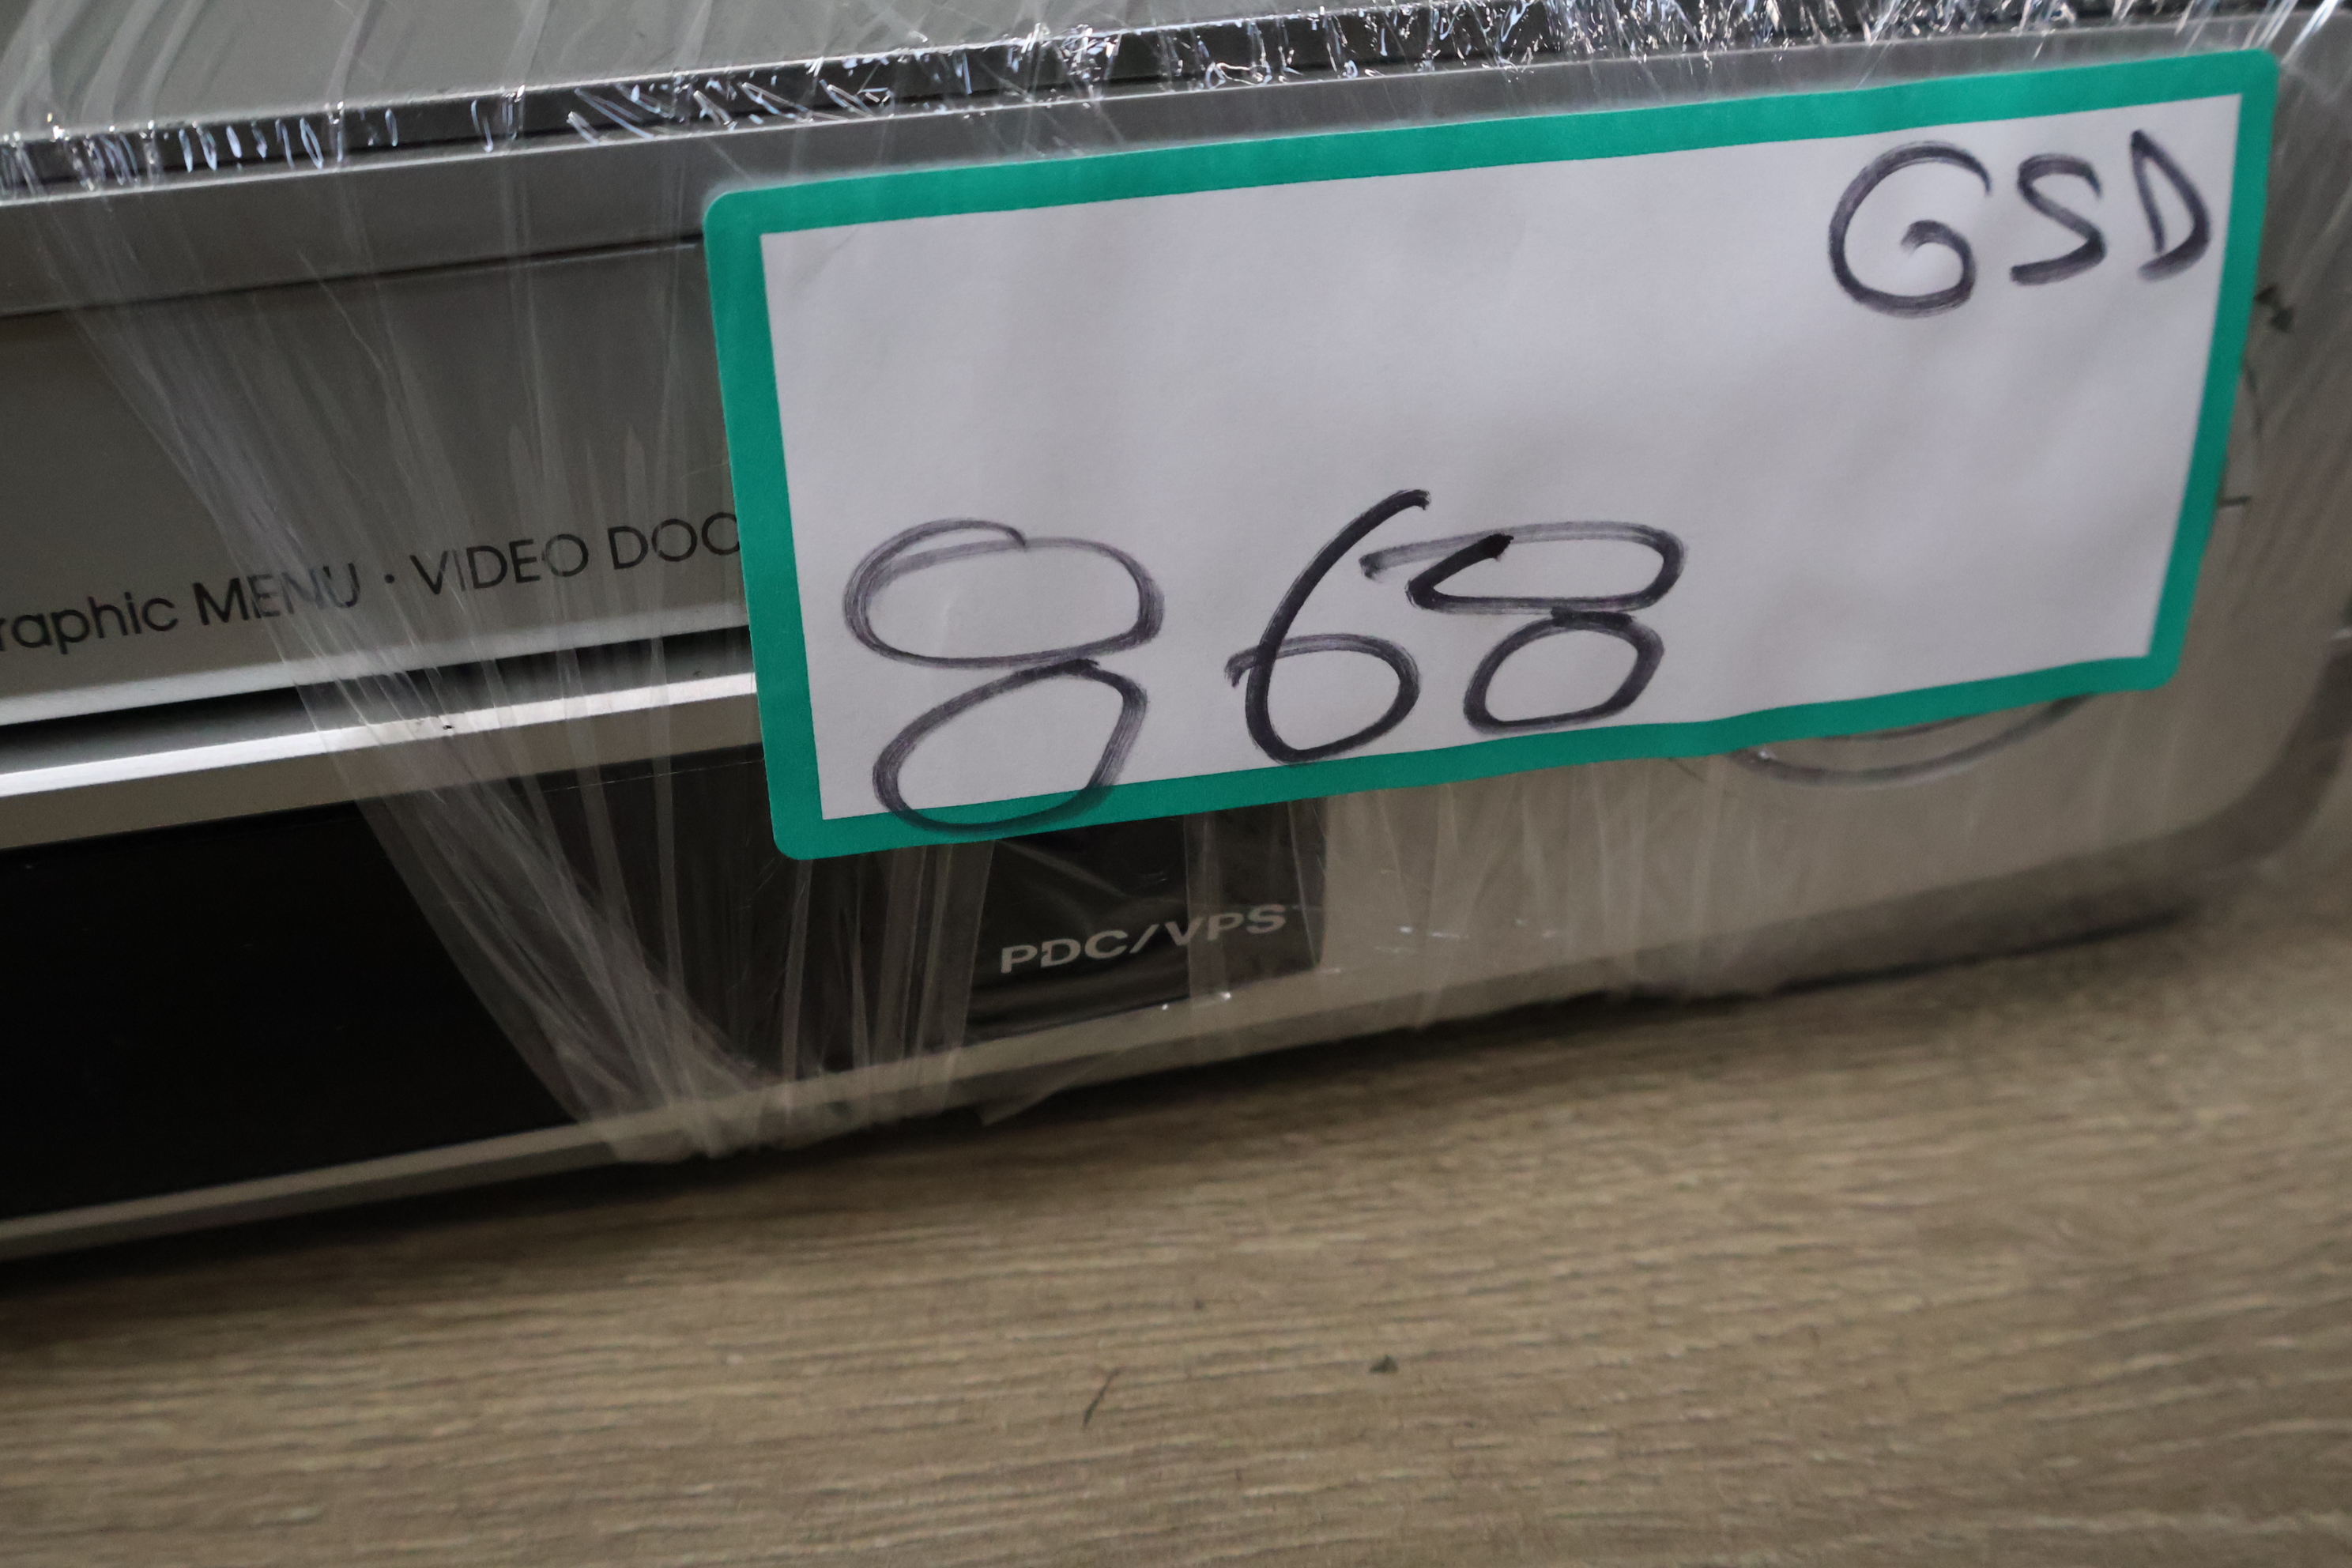 GSD
868
raphic MENU · VIDEO DOC
PDC/VPS